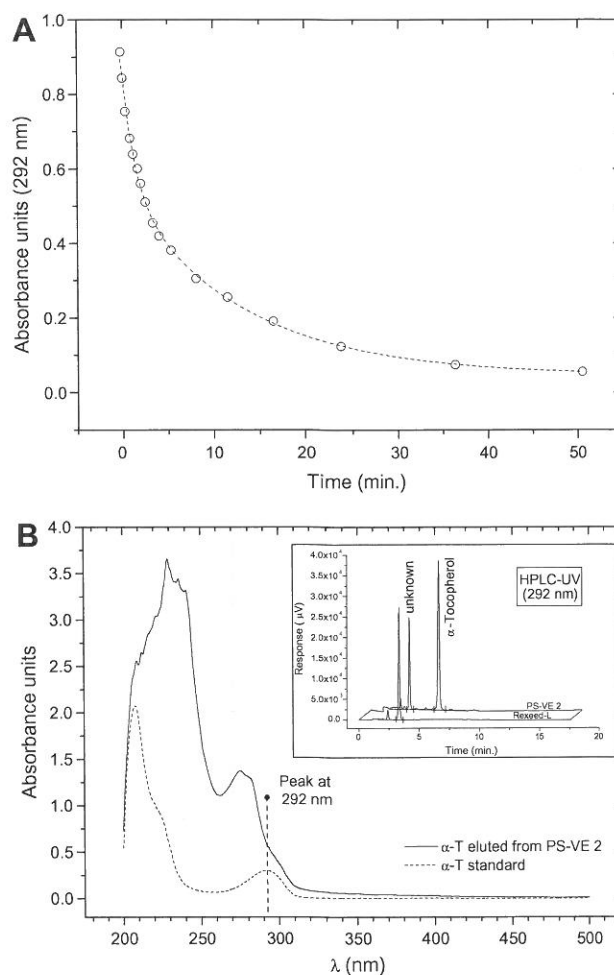 A
1.0
0.8
0.6
0.4
0.2
0.0
Absorbance units (292 nm)
0 10 20 30 40 50
Time (min.)
B
4.0
3.5
3.0
2.5
2.0
1.5
1.0
0.5
0.0
Absorbance units
Peak at
292 nm
α-T eluted from PS-VE 2
α-T standard
200 250 300 350 400 450 500
λ (nm)
HPLC-UV
(292 nm)
unknown
α-Tocopherol
PS-VE 2
Rexeed-L
Response (μV)
0.0
0 5 10 15 20
Time (min.)